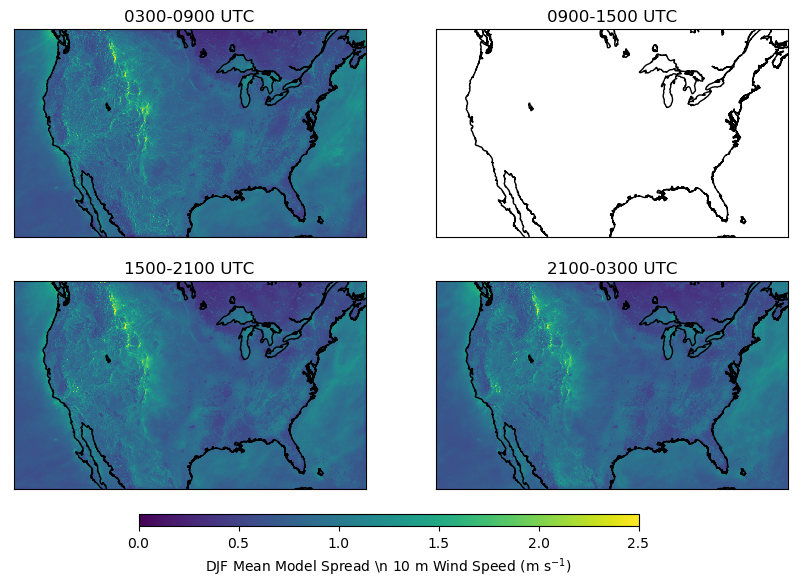 0300-0900 UTC
0900-1500 UTC
1500-2100 UTC
2100-0300 UTC
0.0 0.5 1.0 1.5 2.0 2.5
DJF Mean Model Spread \n 10 m Wind Speed (m s⁻¹)